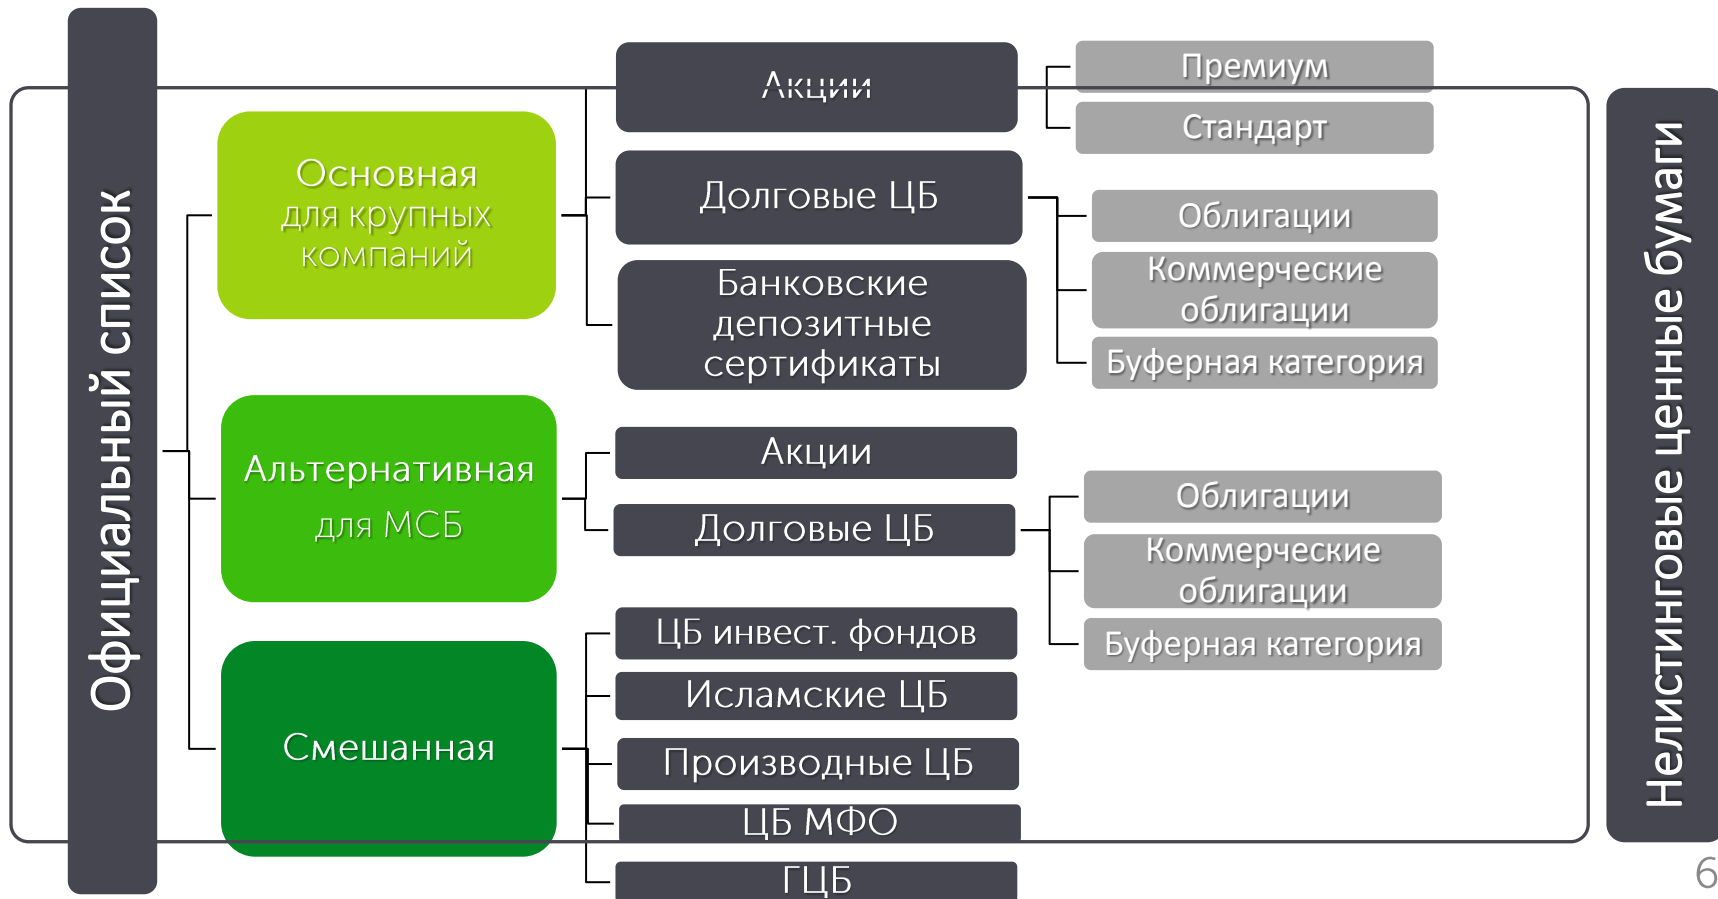 Официальный список
Основная
для крупных
компаний
Акции
Премиум
Стандарт
Долговые ЦБ
Облигации
Коммерческие
облигации
Буферная категория
Банковские
депозитные
сертификаты
Альтернативная
для МСБ
Акции
Долговые ЦБ
Облигации
Коммерческие
облигации
Буферная категория
Смешанная
ЦБ инвест. фондов
Исламские ЦБ
Производные ЦБ
ЦБ МФО
ГЦБ
Нелистинговые ценные бумаги
6